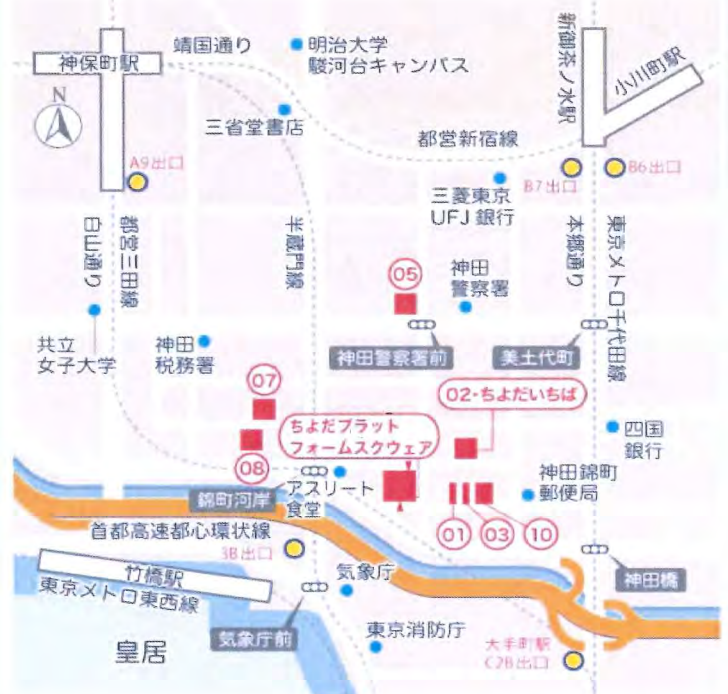 靖国通り
明治大学
駿河台キャンパス
神保町駅
新御茶ノ水駅
小川町駅
N
三省堂書店
都営新宿線
A9出口
B7出口
B6出口
三菱東京
UFJ 銀行
白山通り
都営三田線
半蔵門線
本郷通り
東京メトロ千代田線
05
神田
警察署
共立
女子大学
神田
税務署
神田警察署前
美土代町
07
02・ちよだいちば
ちよだプラット
フォームスクウェア
四国
銀行
08
錦町河岸
アスリート
食堂
神田錦町
郵便局
01
03
10
首都高速都心環状線
3B出口
竹橋駅
東京メトロ東西線
気象庁
神田橋
気象庁前
東京消防庁
皇居
大手町駅
C2B出口